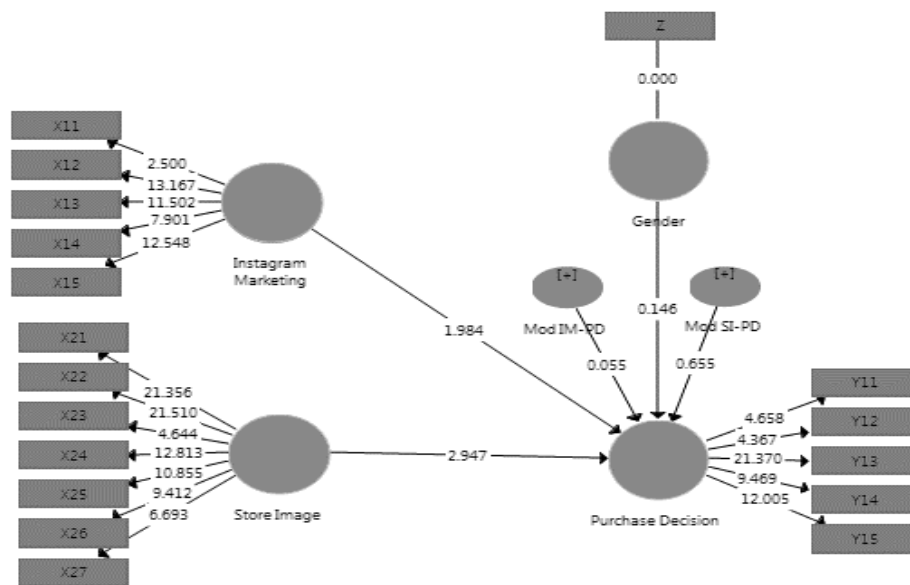 Z
0.000
Gender
X11
X12
X13
X14
X15
2.500
13.167
11.502
7.901
12.548
Instagram
Marketing
[+]
Mod IM-PD
[+]
Mod SI-PD
0.146
0.055
0.655
1.984
X21
X22
X23
X24
X25
X26
X27
21.356
21.510
4.644
12.813
10.855
9.412
6.693
Store Image
2.947
Purchase Decision
4.658
4.367
21.370
9.469
12.005
Y11
Y12
Y13
Y14
Y15